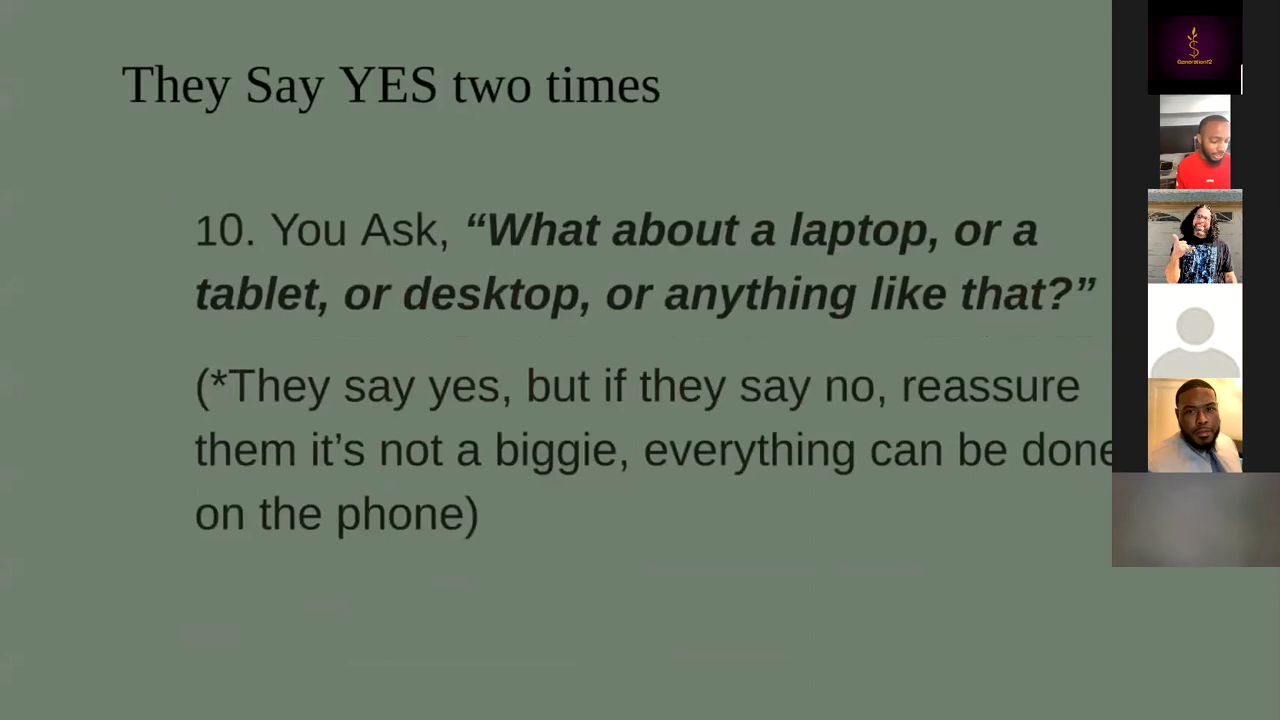 They Say YES two times
10. You Ask, “What about a laptop, or a
tablet, or desktop, or anything like that?”
(*They say yes, but if they say no, reassure
them it’s not a biggie, everything can be done
on the phone)
Generation12